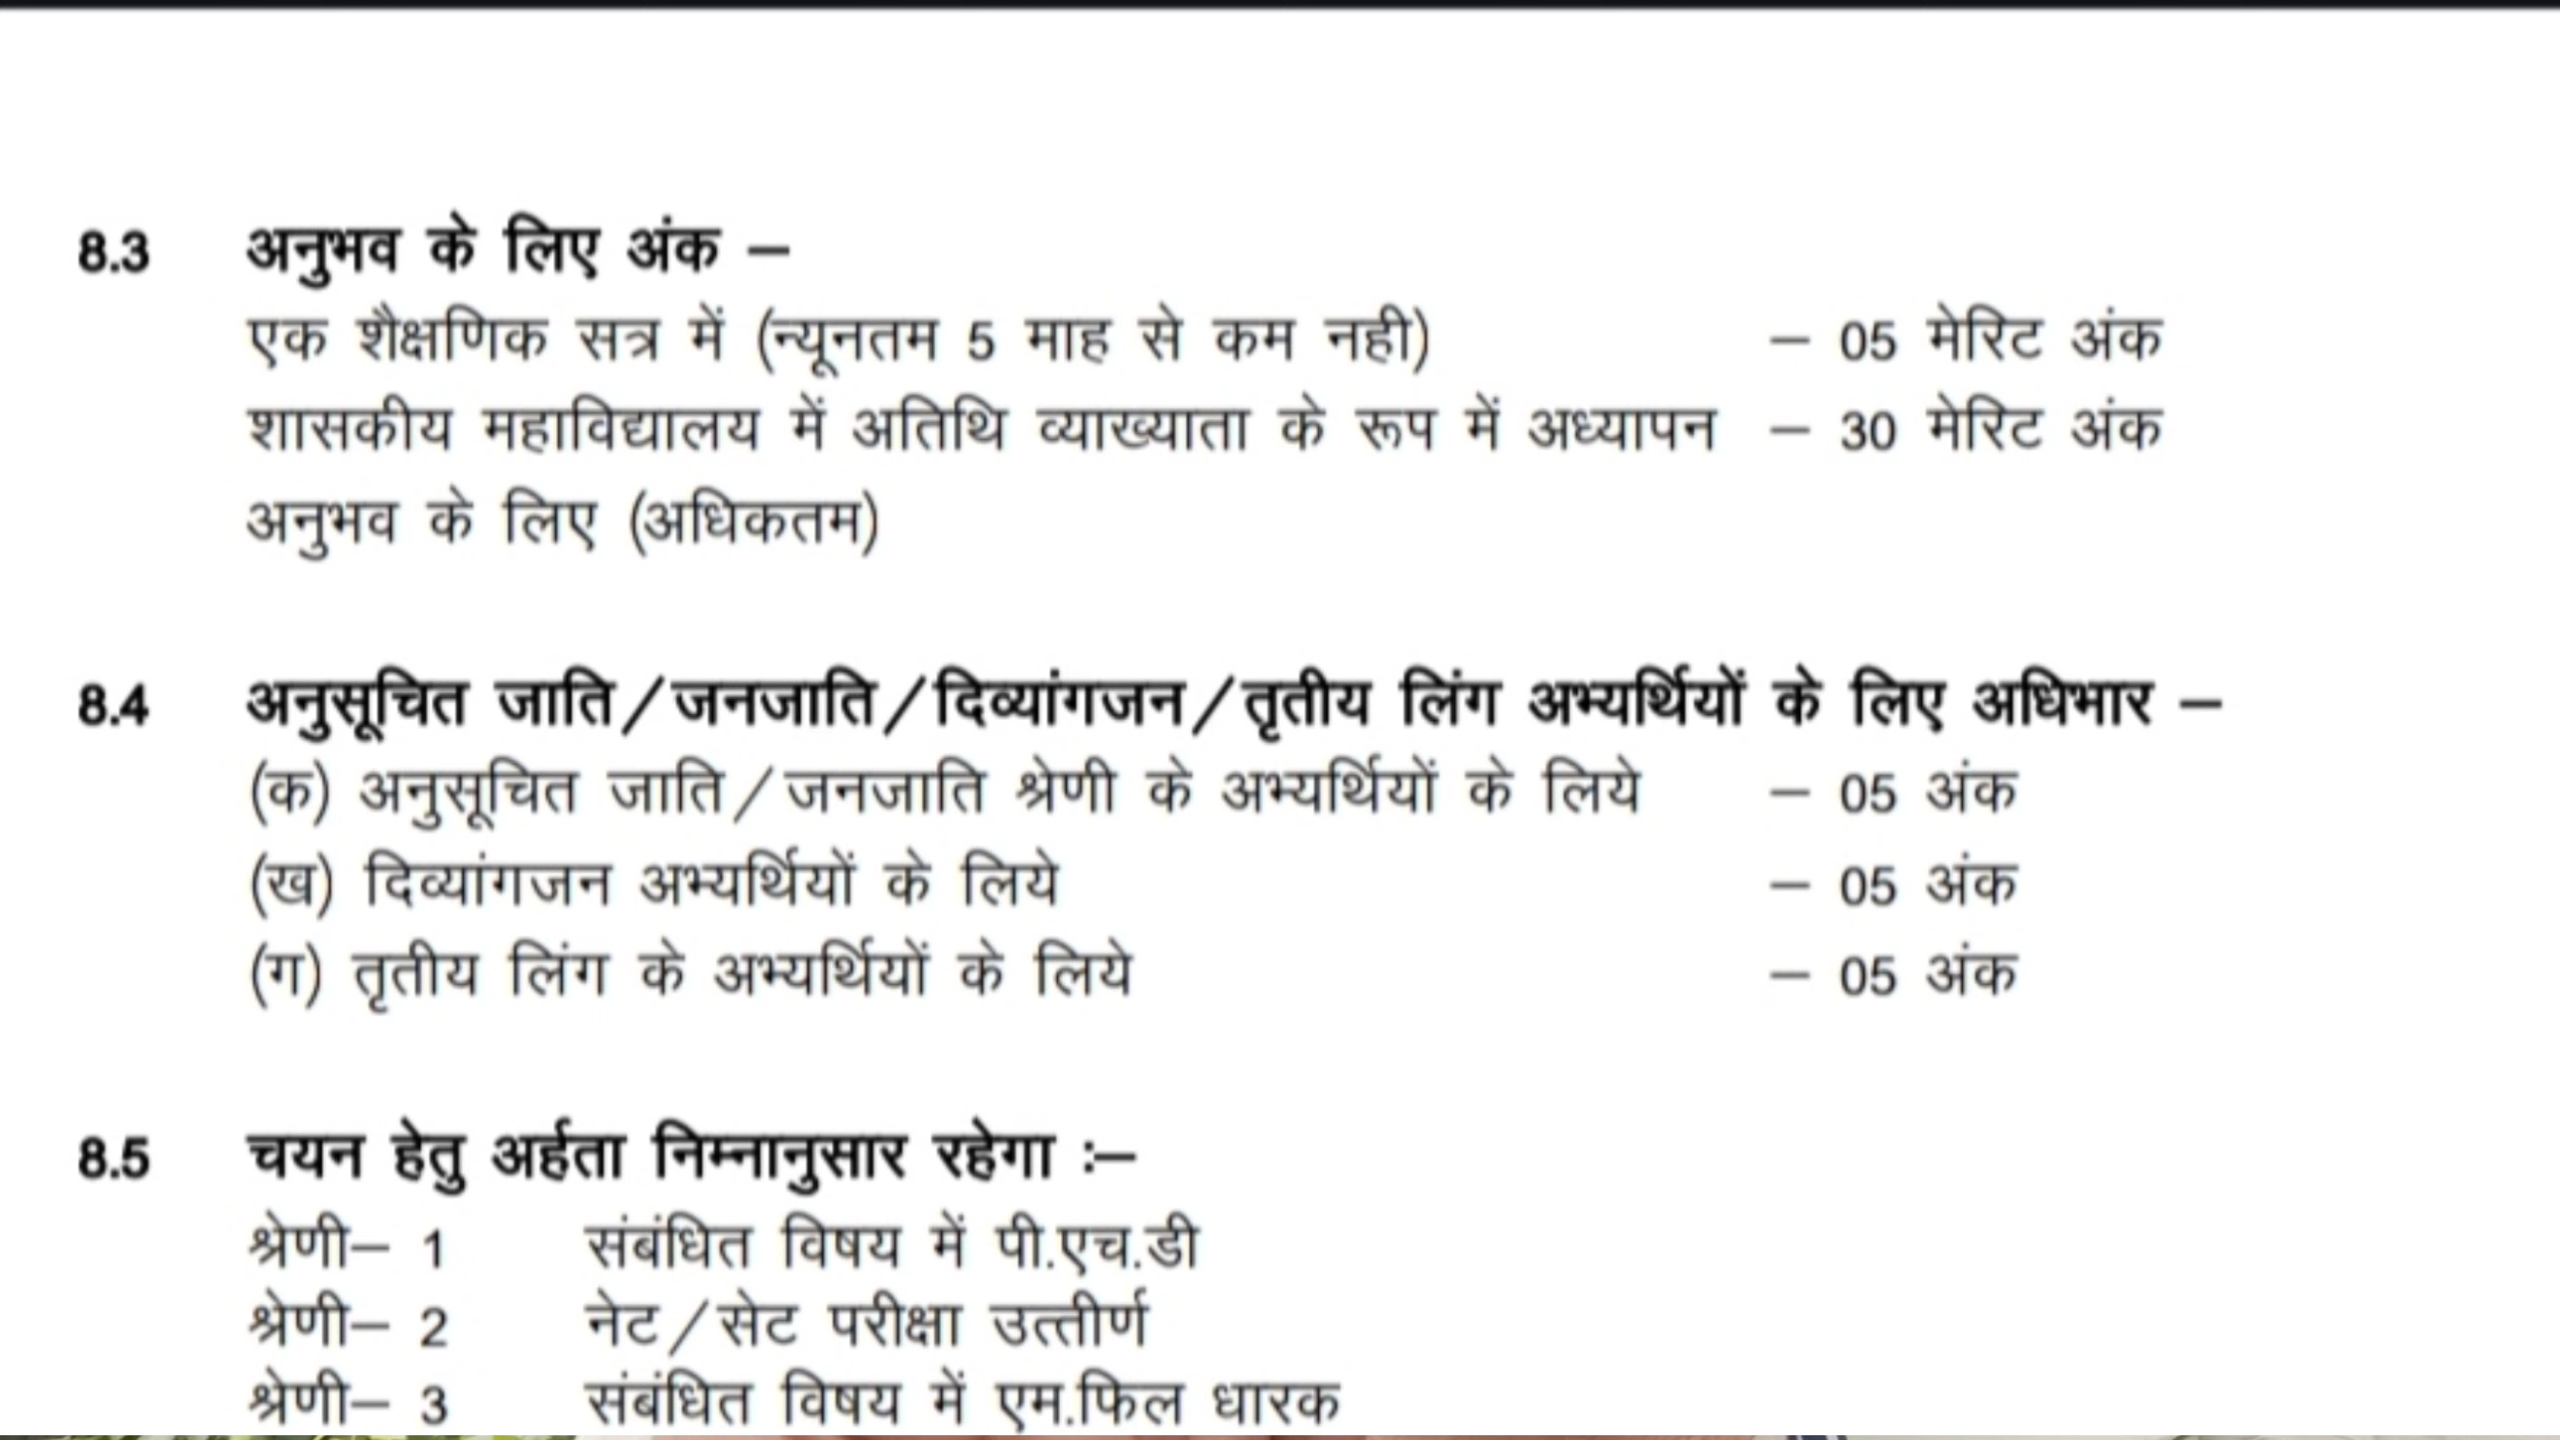 8.3 अनुभव के लिए अंक –
एक शैक्षणिक सत्र में (न्यूनतम 5 माह से कम नही) – 05 मेरिट अंक
शासकीय महाविद्यालय में अतिथि व्याख्याता के रूप में अध्यापन – 30 मेरिट अंक
अनुभव के लिए (अधिकतम)
8.4 अनुसूचित जाति/जनजाति/दिव्यांगजन/तृतीय लिंग अभ्यर्थियों के लिए अधिभार –
(क) अनुसूचित जाति/जनजाति श्रेणी के अभ्यर्थियों के लिये – 05 अंक
(ख) दिव्यांगजन अभ्यर्थियों के लिये – 05 अंक
(ग) तृतीय लिंग के अभ्यर्थियों के लिये – 05 अंक
8.5 चयन हेतु अर्हता निम्नानुसार रहेगा :–
श्रेणी– 1 संबंधित विषय में पी.एच.डी
श्रेणी– 2 नेट/सेट परीक्षा उत्तीर्ण
श्रेणी– 3 संबंधित विषय में एम.फिल धारक